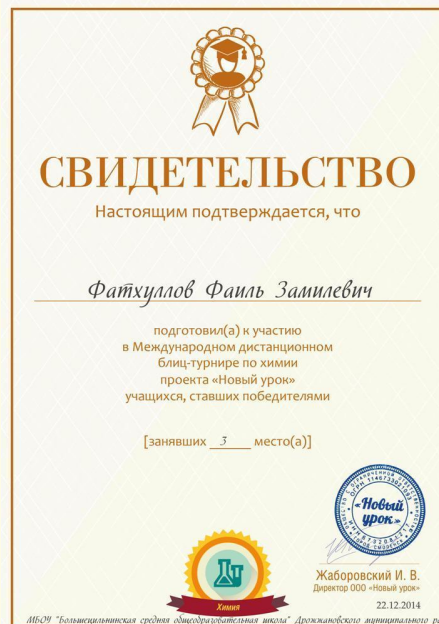 СВИДЕТЕЛЬСТВО
Настоящим подтверждается, что
Фатхуллов Фаиль Замилевич
подготовил(а) к участию
в Международном дистанционном
блиц-турнире по химии
проекта «Новый урок»
учащихся, ставших победителями
[занявших 3 место(а)]
«Новый
урок»
Жаборовский И. В.
Директор ООО «Новый урок»
22.12.2014
Химия
МБОУ "Большецильнинская средняя общеобразовательная школа" Дрожжановского муниципального